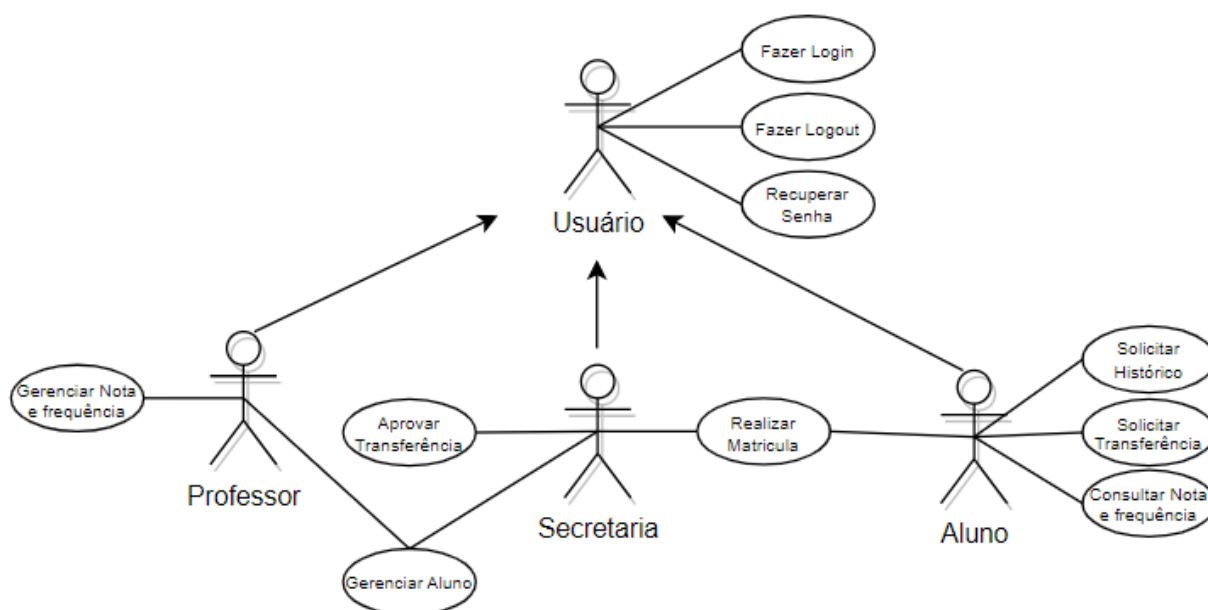 Fazer Login
Fazer Logout
Recuperar
Senha
Usuário
Gerenciar Nota
e frequência
Professor
Aprovar
Transferência
Gerenciar Aluno
Secretaria
Realizar
Matricula
Aluno
Solicitar
Histórico
Solicitar
Transferência
Consultar Nota
e frequência